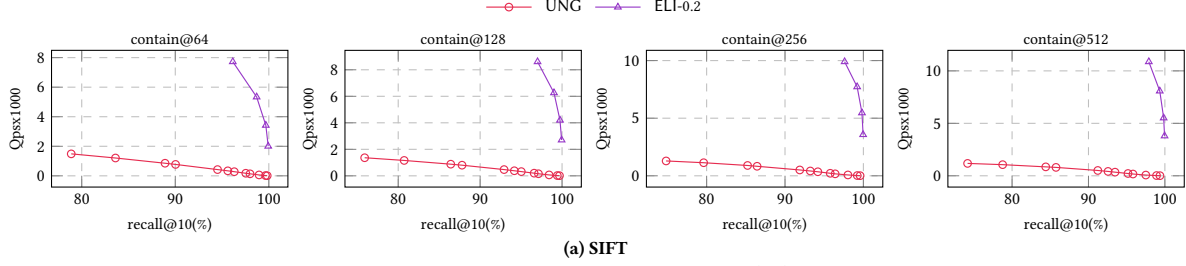 UNG ELI-0.2
contain@64
Qpsx1000
8
6
4
2
0
80 90 100
recall@10(%)
contain@128
Qpsx1000
8
6
4
2
0
80 90 100
recall@10(%)
contain@256
Qpsx1000
10
5
0
80 90 100
recall@10(%)
contain@512
Qpsx1000
10
5
0
80 90 100
recall@10(%)
(a) SIFT